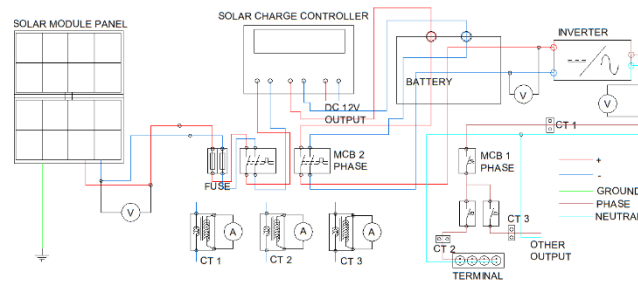 SOLAR MODULE PANEL
SOLAR CHARGE CONTROLLER
INVERTER
BATTERY
DC 12V
OUTPUT
V
V
V
CT 1
MCB 2
PHASE
MCB 1
PHASE
FUSE
+
-
GROUND
PHASE
NEUTRAL
A
A
A
CT 1
CT 2
CT 3
CT 3
CT 2
OTHER
OUTPUT
TERMINAL